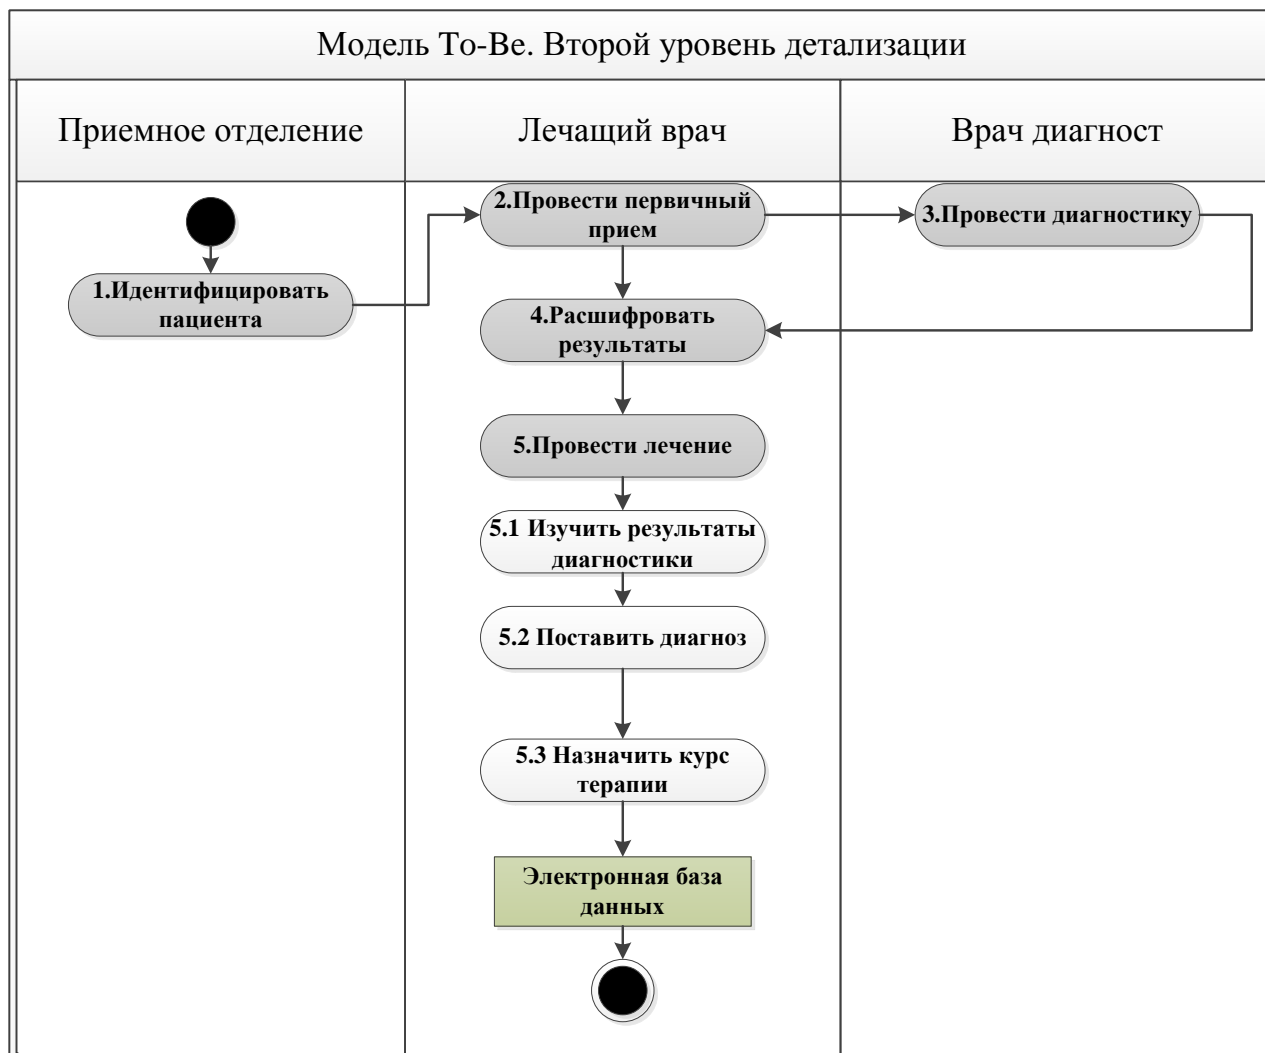 Модель To-Be. Второй уровень детализации
Приемное отделение
Лечащий врач
Врач диагност
2.Провести первичный
прием
3.Провести диагностику
1.Идентифицировать
пациента
4.Расшифровать
результаты
5.Провести лечение
5.1 Изучить результаты
диагностики
5.2 Поставить диагноз
5.3 Назначить курс
терапии
Электронная база
данных